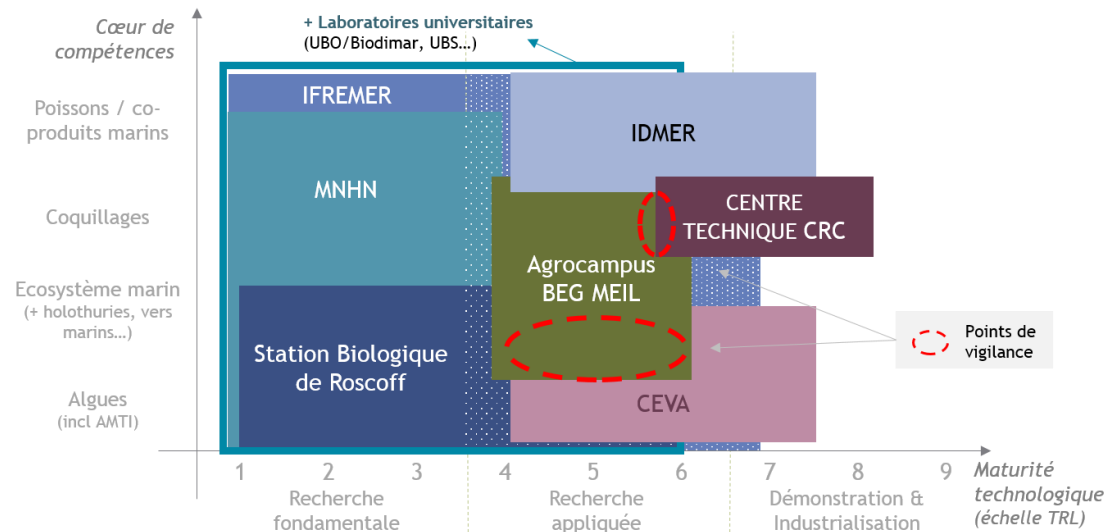 Cœur de
compétences
+ Laboratoires universitaires
(UBO/Biodimar, UBS…)
Poissons / co-
produits marins
IFREMER
IDMER
MNHN
Coquillages
CENTRE
TECHNIQUE CRC
Agrocampus
BEG MEIL
Ecosystème marin
(+ holothuries, vers
marins…)
Station Biologique
de Roscoff
Points de
vigilance
Algues
(incl AMTI)
CEVA
1 2 3 4 5 6 7 8 9
Recherche
fondamentale
Recherche
appliquée
Démonstration &
Industrialisation
Maturité
technologique
(échelle TRL)